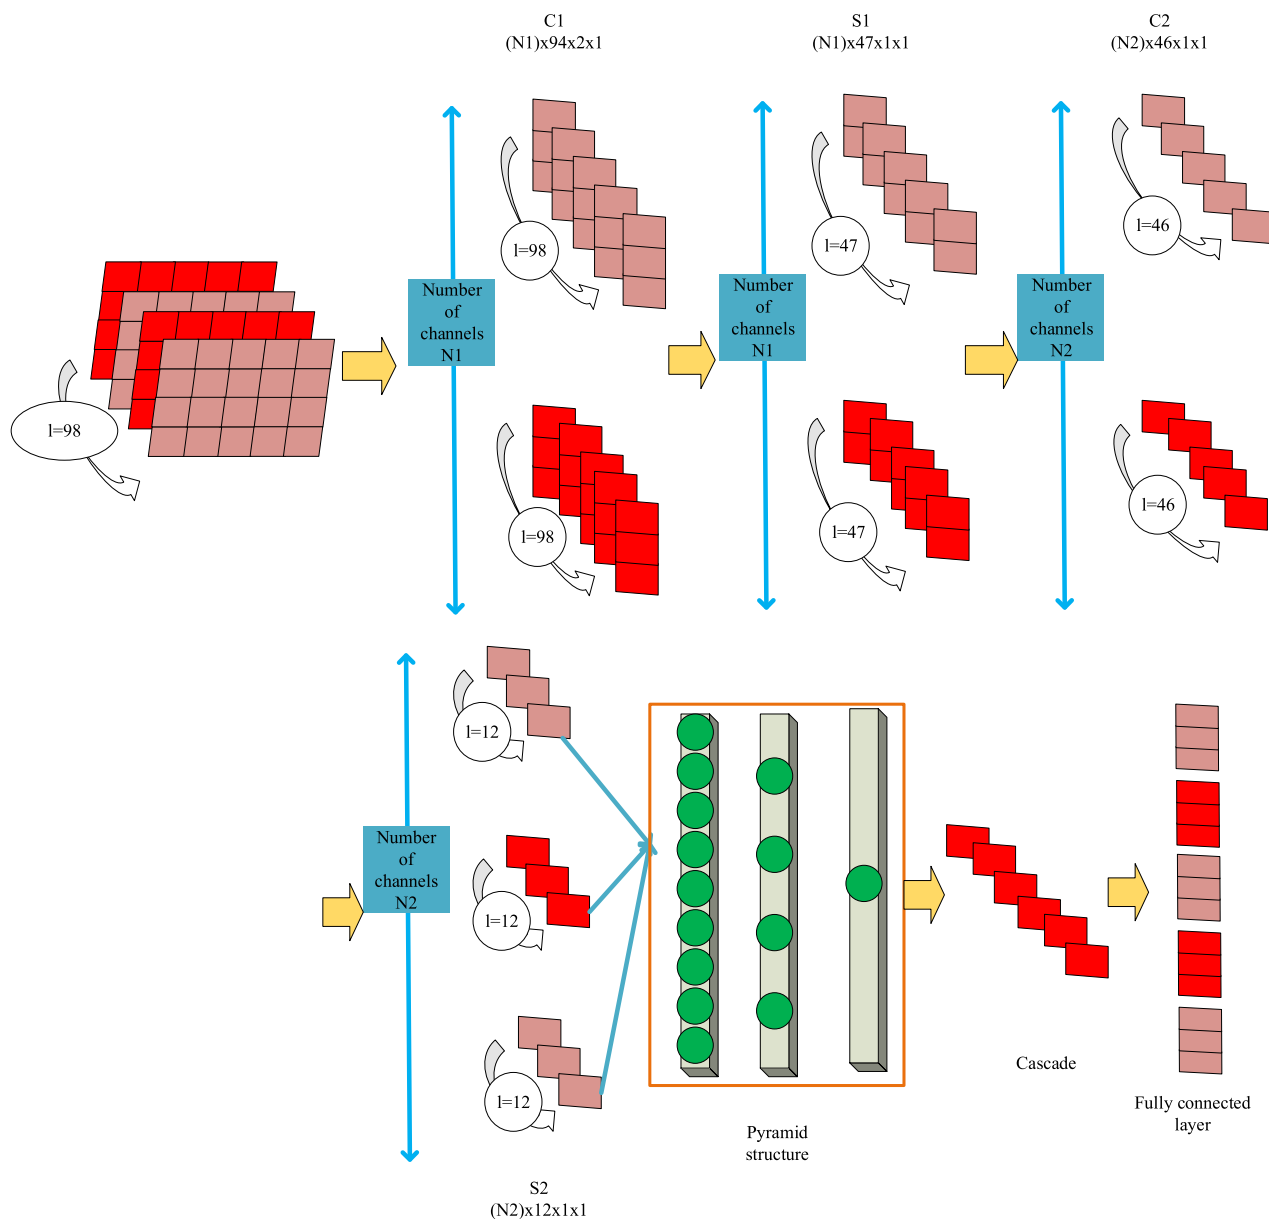 C1
(N1)x94x2x1
S1
(N1)x47x1x1
C2
(N2)x46x1x1
l=98
Number
of
channels
N1
l=98
l=98
Number
of
channels
N1
l=47
l=47
Number
of
channels
N2
l=46
l=46
Number
of
channels
N2
l=12
l=12
l=12
S2
(N2)x12x1x1
Pyramid
structure
Cascade
Fully connected
layer